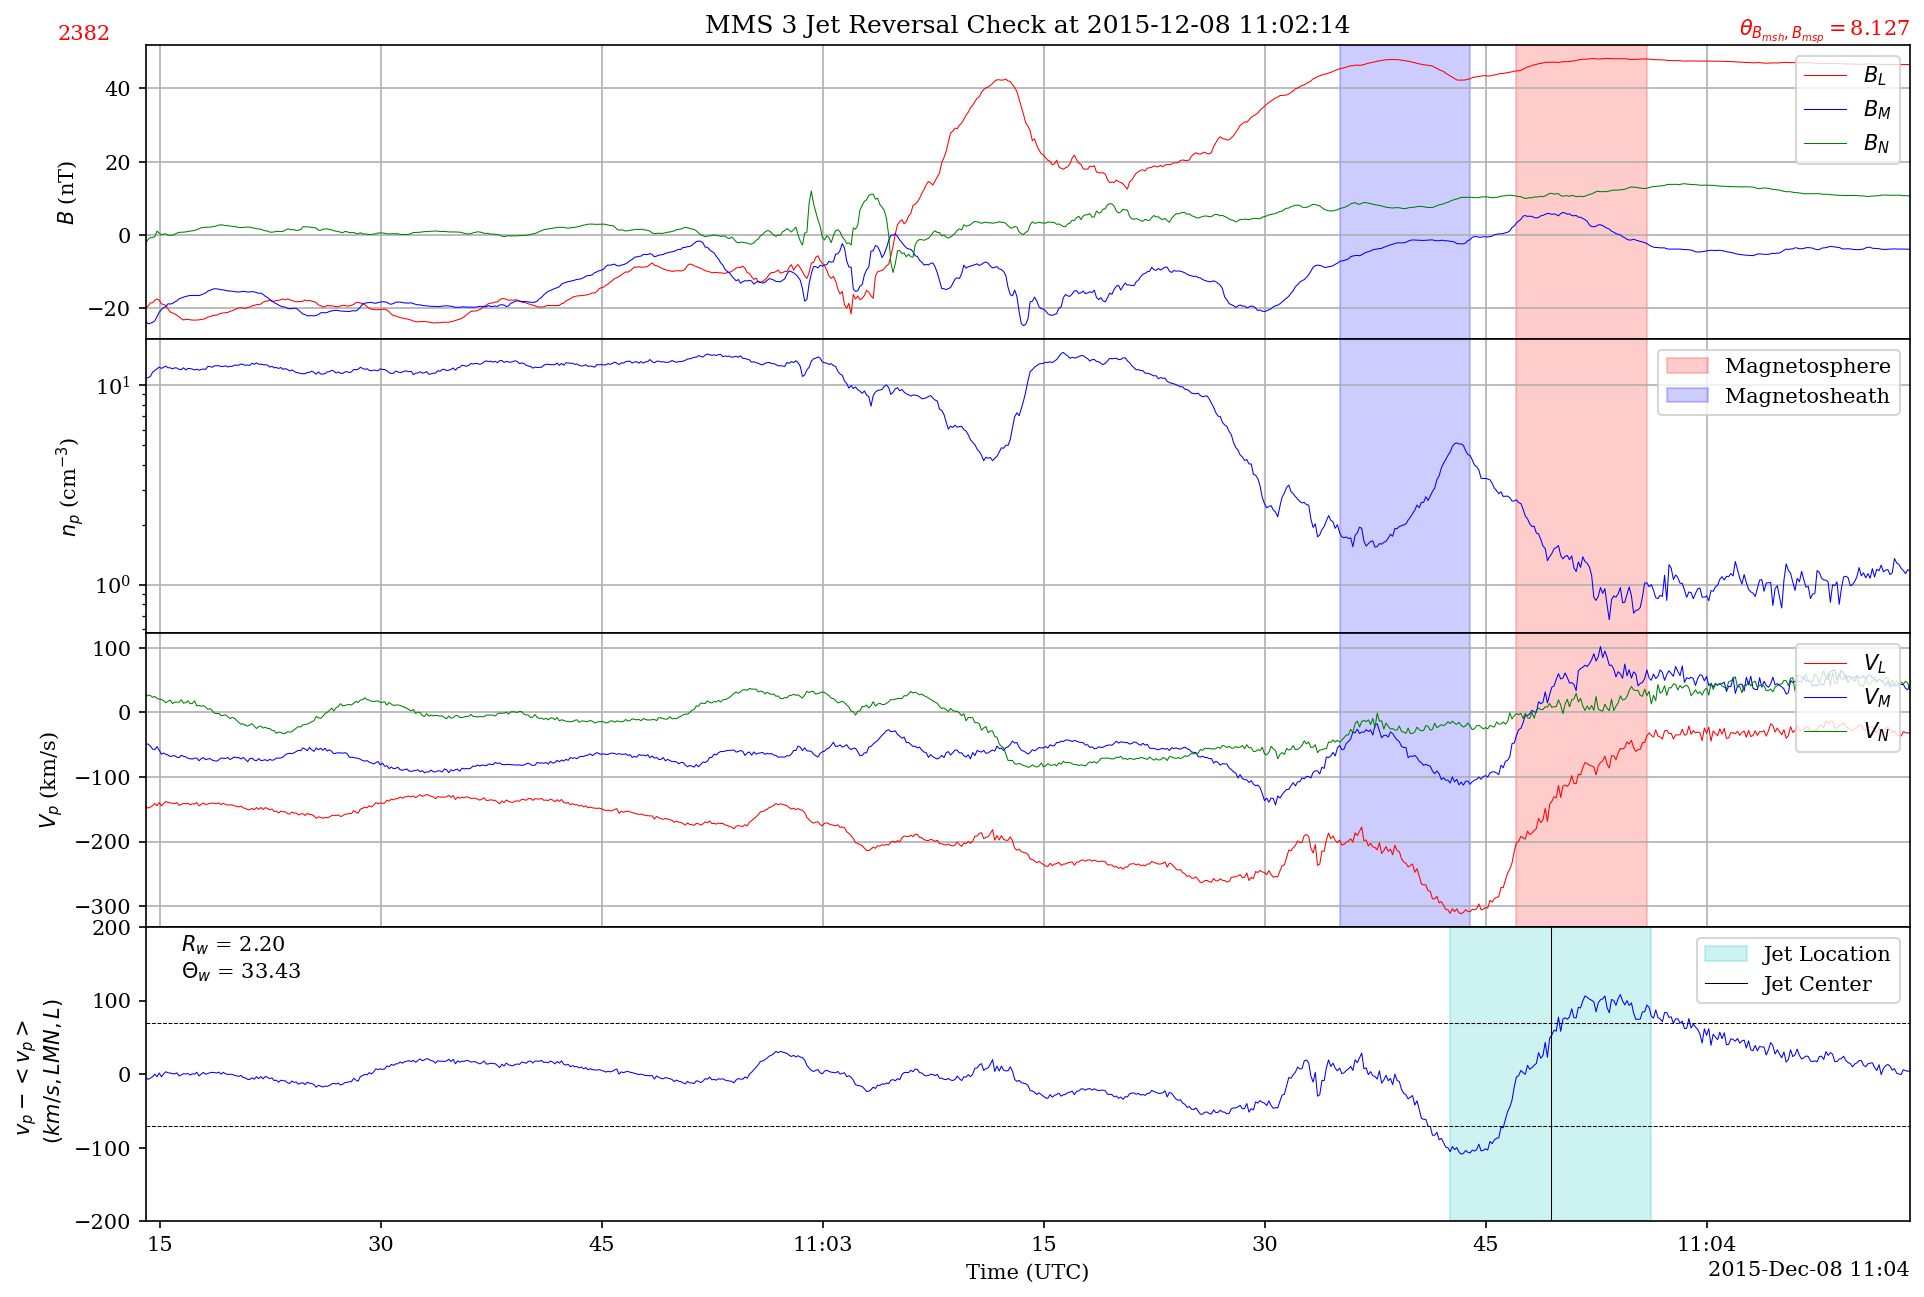 MMS 3 Jet Reversal Check at 2015-12-08 11:02:14
2382
θ_{B_{msh}, B_{msp}} = 8.127
40
20
0
−20
B (nT)
B_L
B_M
B_N
10¹
10⁰
n_p (cm⁻³)
Magnetosphere
Magnetosheath
100
0
−100
−200
−300
V_p (km/s)
V_L
V_M
V_N
200
100
0
−100
−200
v_p − < v_p >
(km/s, LMN, L)
R_w = 2.20
Θ_w = 33.43
Jet Location
Jet Center
15 30 45 11:03 15 30 45 11:04
Time (UTC)
2015-Dec-08 11:04